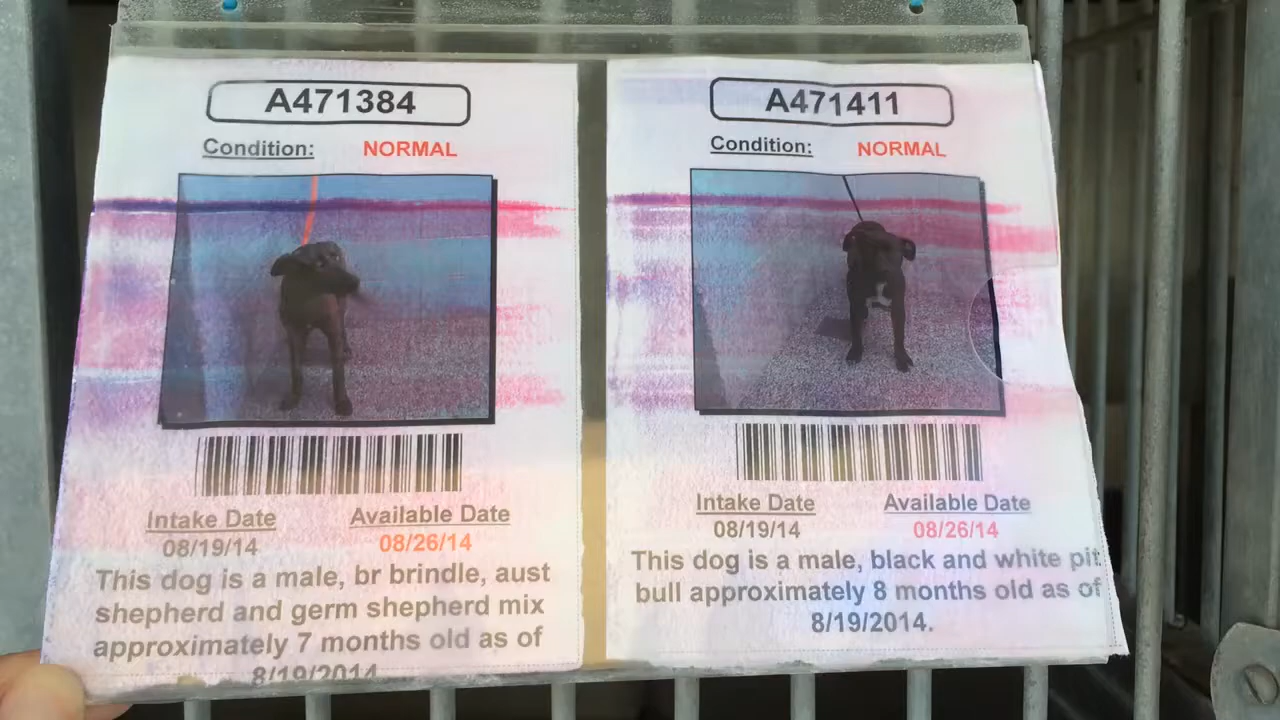 A471384
Condition: NORMAL
Intake Date Available Date
08/19/14 08/26/14
This dog is a male, br brindle, aust
shepherd and germ shepherd mix
approximately 7 months old as of
8/19/2014
A471411
Condition: NORMAL
Intake Date Available Date
08/19/14 08/26/14
This dog is a male, black and white pit
bull approximately 8 months old as of
8/19/2014.